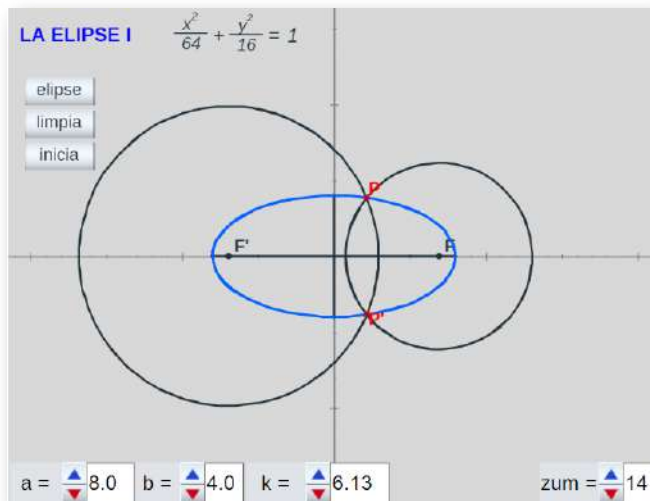 LA ELIPSE I
x²/64 + y²/16 = 1
elipse
limpia
inicia
P
F' F
P'
a = 8.0 b = 4.0 k = 6.13 zum = 14